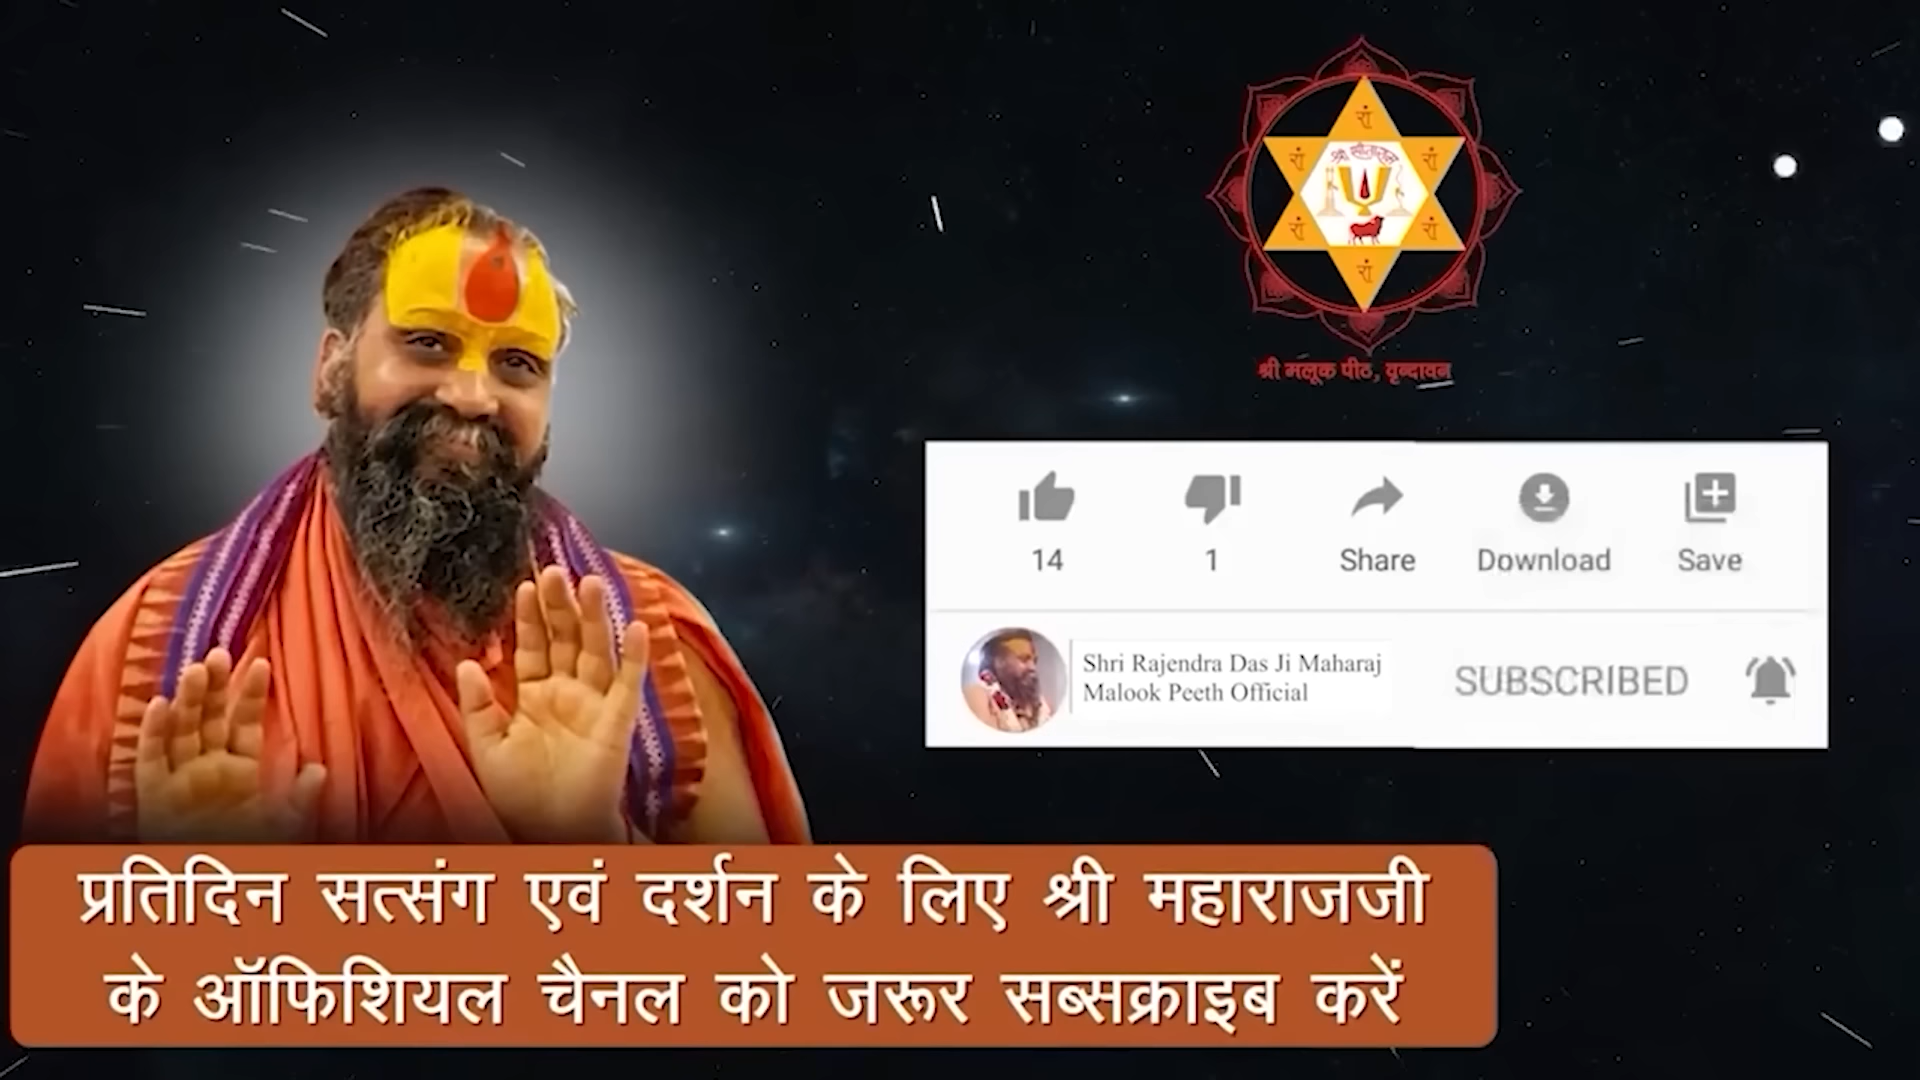 रां
रां
रां
श्री सीताराम
रां
रां
रां
श्री मलूक पीठ, वृन्दावन
14
1
Share
Download
Save
Shri Rajendra Das Ji Maharaj
Malook Peeth Official
SUBSCRIBED
प्रतिदिन सत्संग एवं दर्शन के लिए श्री महाराजजी
के ऑफिशियल चैनल को जरूर सब्सक्राइब करें